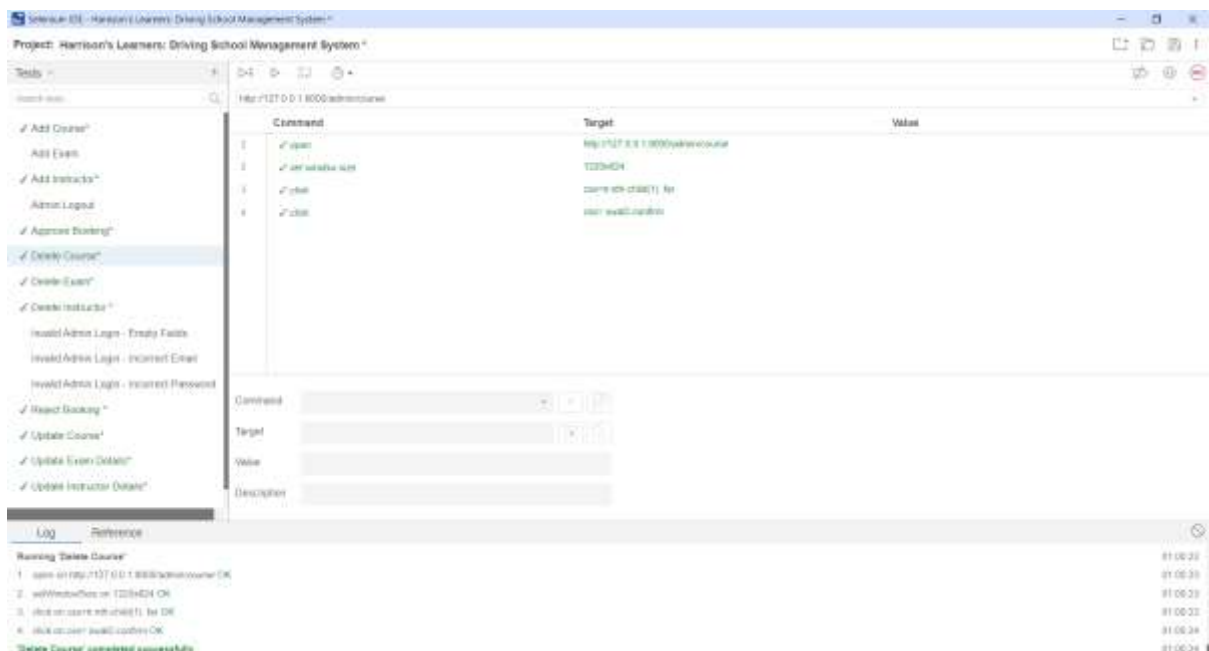 Selenium IDE - Harrison's Learners: Driving School Management System*
Project: Harrison's Learners: Driving School Management System*
Tests
Search tests...
http://127.0.0.1:8000/admin/course
Command Target Value
1 ✓ open http://127.0.0.1:8000/admin/course
2 ✓ set window size
3 ✓ click
4 ✓ click
✓ Add Course*
Add Exam
✓ Add Instructor*
Admin Logout
✓ Approve Booking*
✓ Delete Course*
✓ Delete Exam*
✓ Delete Instructor *
Invalid Admin Login - Empty Fields
Invalid Admin Login - Incorrect Email
Invalid Admin Login - Incorrect Password
✓ Reject Booking *
✓ Update Course*
✓ Update Exam Details*
✓ Update Instructor Details*
Command
Target
Value
Description
Log Reference
Running 'Delete Course'
1. open on http://127.0.0.1:8000/admin/course OK
2. setWindowSize on OK
3. click on OK
4. click on OK
'Delete Course' completed successfully